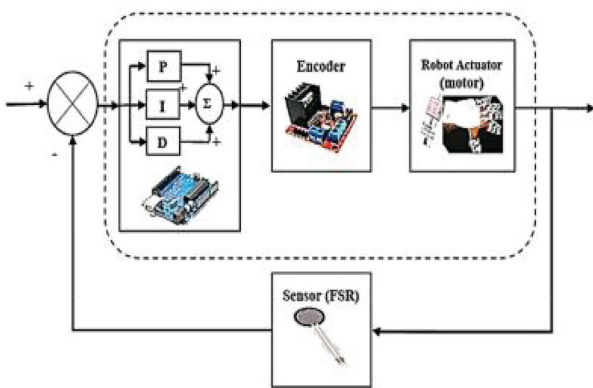 +
-
P
I
D
+
+
+
Σ
Encoder
Robot Actuator
(motor)
Sensor (FSR)